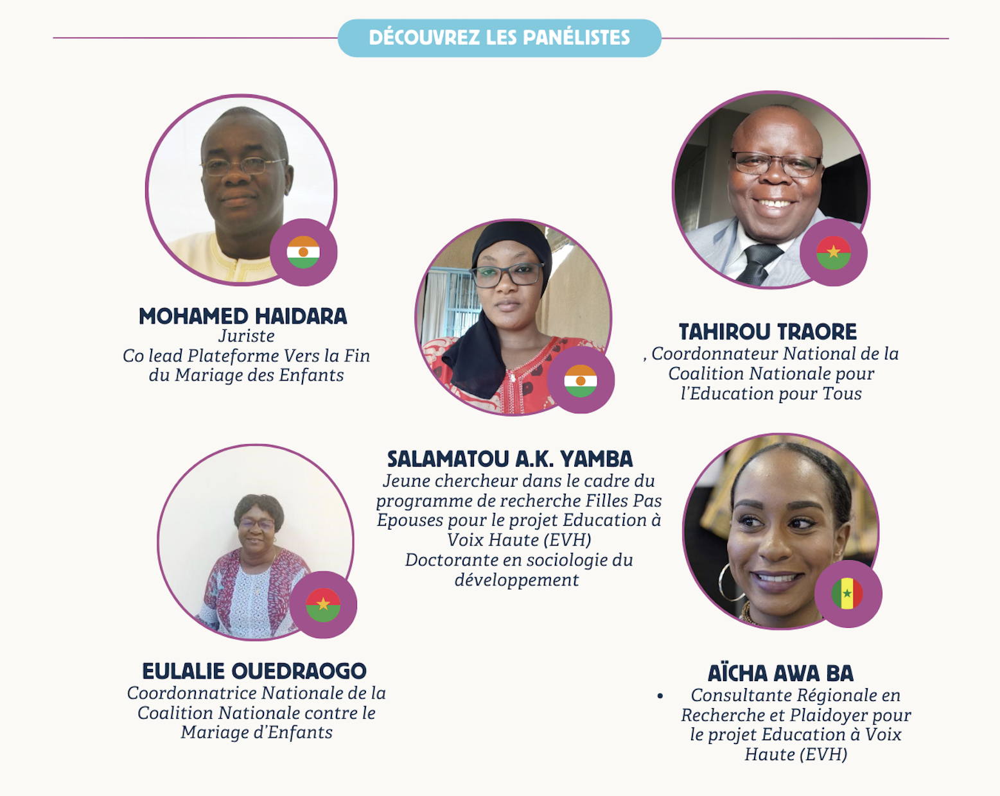 DÉCOUVREZ LES PANÉLISTES
MOHAMED HAIDARA
Juriste
Co lead Plateforme Vers la Fin
du Mariage des Enfants
TAHIROU TRAORE
, Coordonnateur National de la
Coalition Nationale pour
l'Education pour Tous
SALAMATOU A.K. YAMBA
Jeune chercheur dans le cadre du
programme de recherche Filles Pas
Epouses pour le projet Education à
Voix Haute (EVH)
Doctorante en sociologie du
développement
EULALIE OUEDRAOGO
Coordonnatrice Nationale de la
Coalition Nationale contre le
Mariage d'Enfants
AÏCHA AWA BA
• Consultante Régionale en
Recherche et Plaidoyer pour
le projet Education à Voix
Haute (EVH)